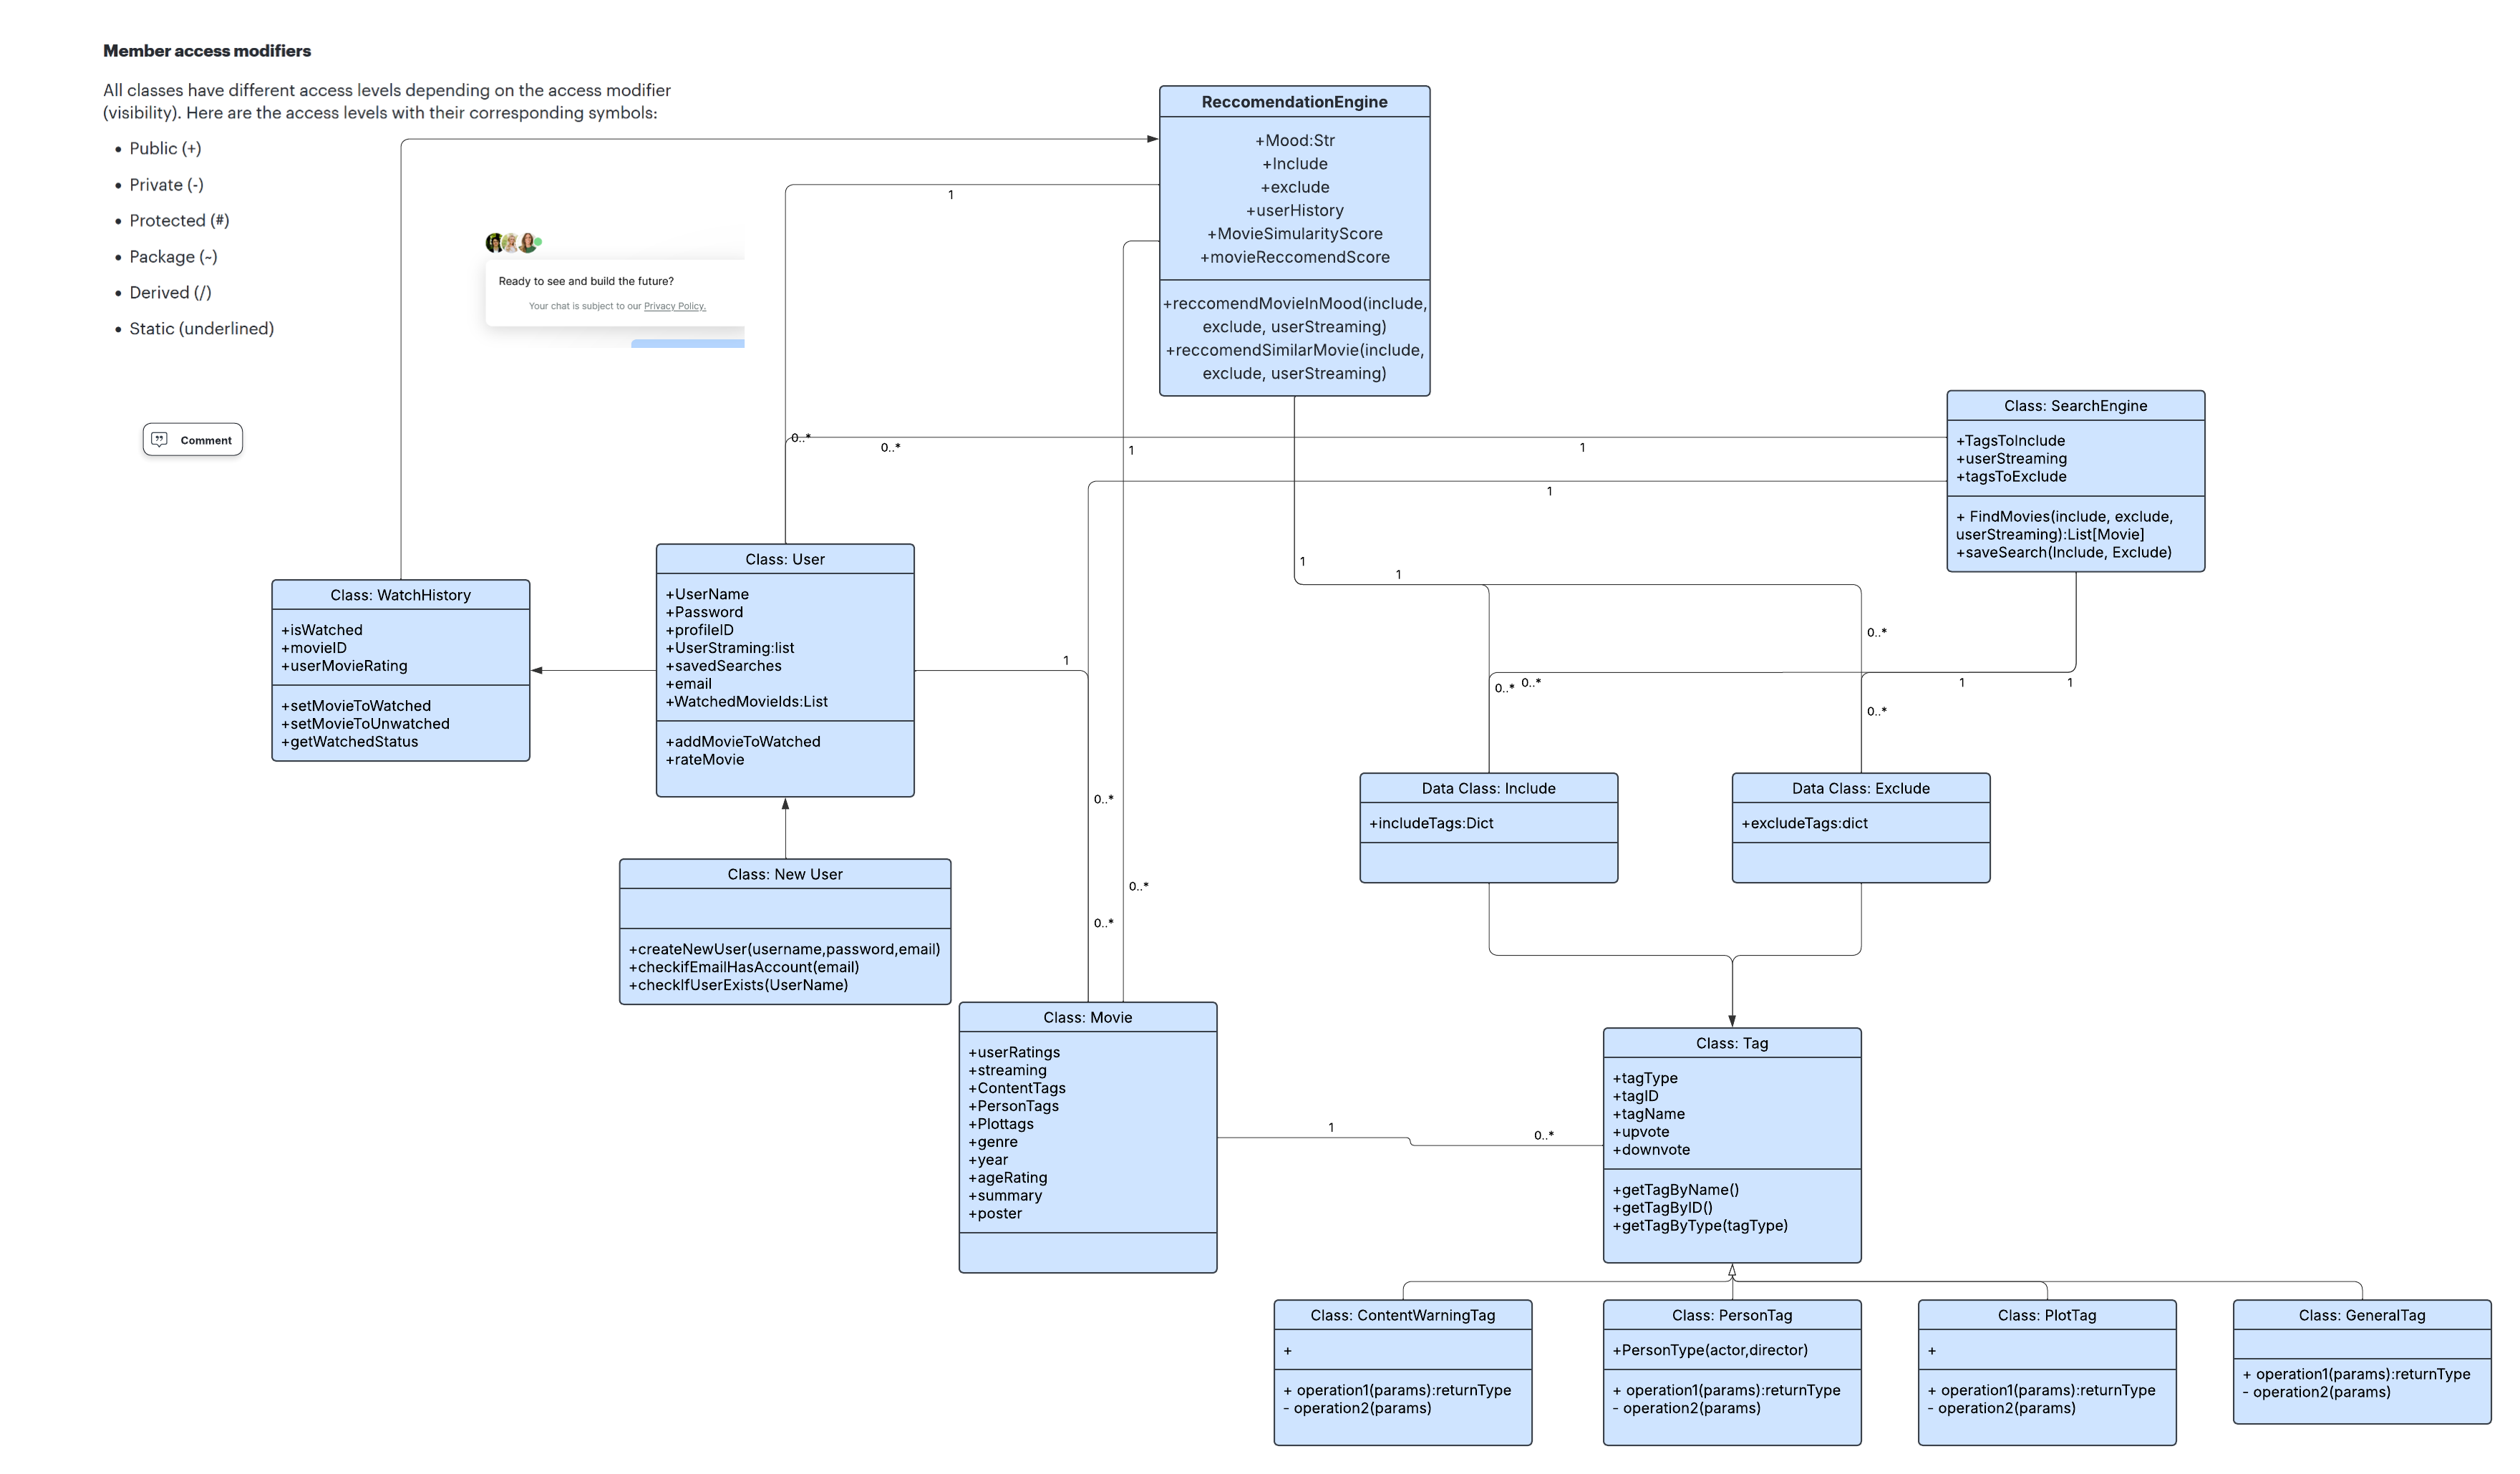 Member access modifiers
All classes have different access levels depending on the access modifier
(visibility). Here are the access levels with their corresponding symbols:
• Public (+)
• Private (-)
• Protected (#)
• Package (~)
• Derived (/)
• Static (underlined)
Ready to see and build the future?
Your chat is subject to our Privacy Policy.
Comment
ReccomendationEngine
+Mood:Str
+Include
+exclude
+userHistory
+MovieSimularityScore
+movieReccomendScore
+reccomendMovieInMood(include,
exclude, userStreaming)
+reccomendSimilarMovie(include,
exclude, userStreaming)
1
0..*
0..*
1
1
1
Class: SearchEngine
+TagsToInclude
+userStreaming
+tagsToExclude
+ FindMovies(include, exclude,
userStreaming):List[Movie]
+saveSearch(Include, Exclude)
1
1
0..*
0..*
0..*
1
1
0..*
Class: WatchHistory
+isWatched
+movieID
+userMovieRating
+setMovieToWatched
+setMovieToUnwatched
+getWatchedStatus
Class: User
+UserName
+Password
+profileID
+UserStraming:list
+savedSearches
+email
+WatchedMovieIds:List
+addMovieToWatched
+rateMovie
1
0..*
0..*
0..*
Data Class: Include
+includeTags:Dict
Data Class: Exclude
+excludeTags:dict
Class: New User
+createNewUser(username,password,email)
+checkifEmailHasAccount(email)
+checkIfUserExists(UserName)
Class: Movie
+userRatings
+streaming
+ContentTags
+PersonTags
+Plottags
+genre
+year
+ageRating
+summary
+poster
1
0..*
Class: Tag
+tagType
+tagID
+tagName
+upvote
+downvote
+getTagByName()
+getTagByID()
+getTagByType(tagType)
Class: ContentWarningTag
+
+ operation1(params):returnType
- operation2(params)
Class: PersonTag
+PersonType(actor,director)
+ operation1(params):returnType
- operation2(params)
Class: PlotTag
+
+ operation1(params):returnType
- operation2(params)
Class: GeneralTag
+ operation1(params):returnType
- operation2(params)